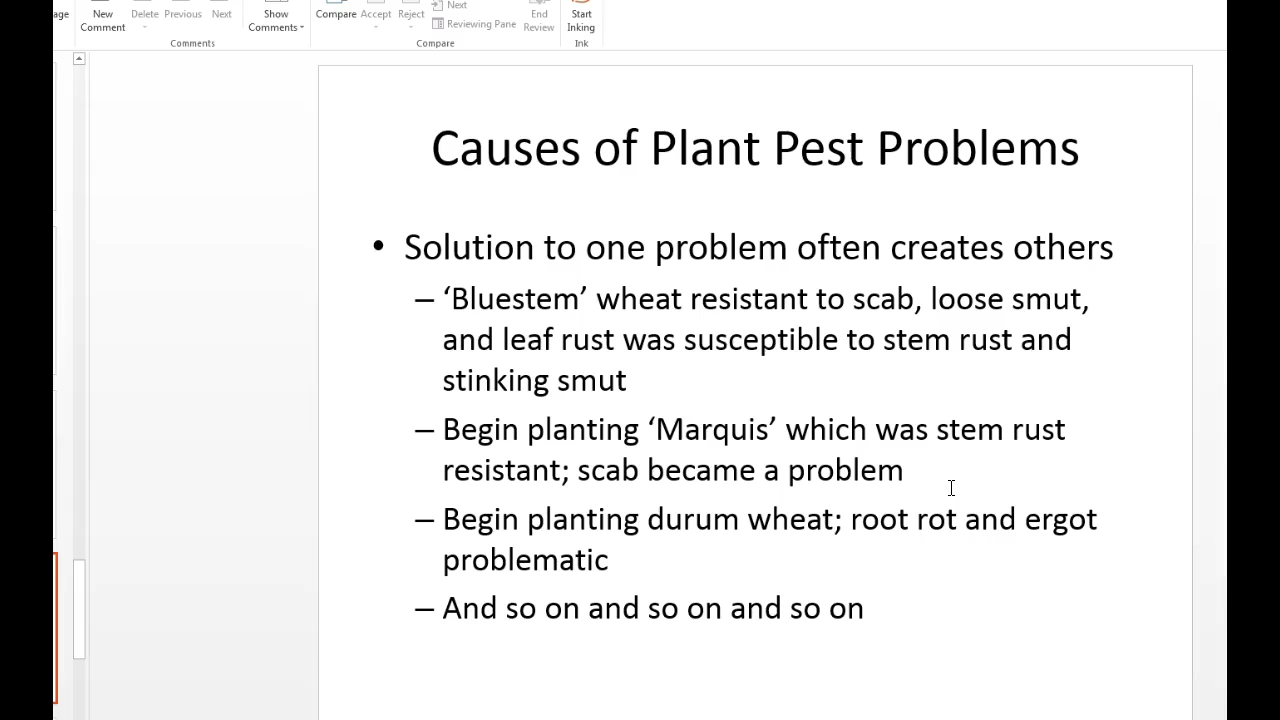 age
New
Comment
Delete
Previous
Next
Show
Comments
Comments
Compare
Accept
Reject
Next
Reviewing Pane
End
Review
Compare
Start
Inking
Ink
Causes of Plant Pest Problems
• Solution to one problem often creates others
– ‘Bluestem’ wheat resistant to scab, loose smut,
and leaf rust was susceptible to stem rust and
stinking smut
– Begin planting ‘Marquis’ which was stem rust
resistant; scab became a problem
– Begin planting durum wheat; root rot and ergot
problematic
– And so on and so on and so on